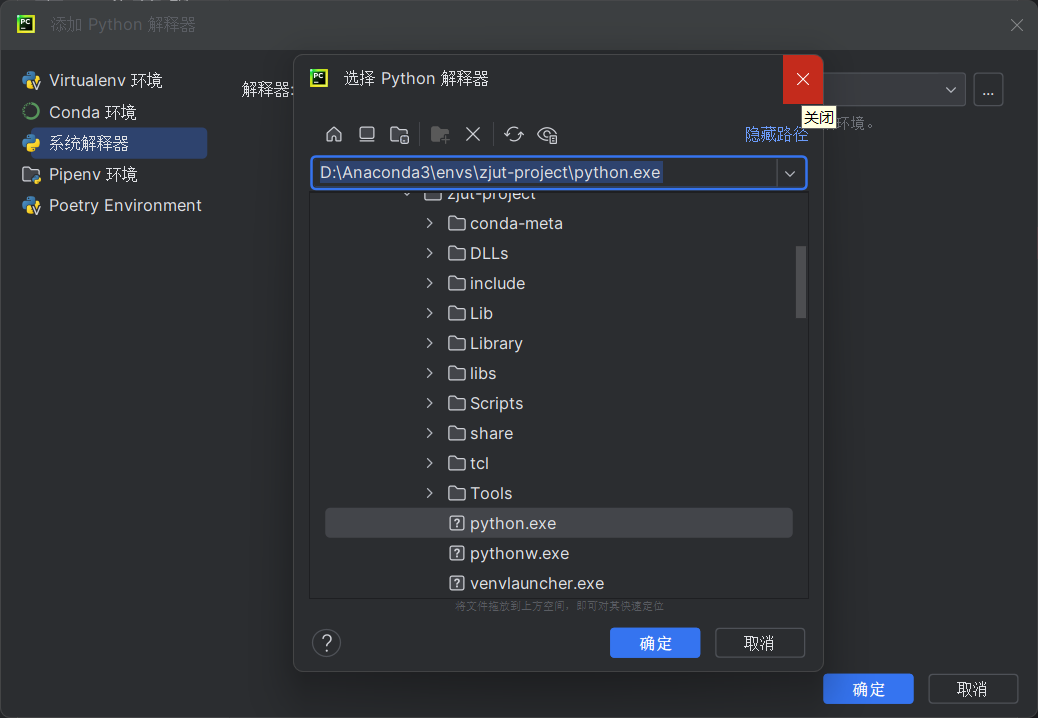 添加 Python 解释器
Virtualenv 环境
Conda 环境
系统解释器
Pipenv 环境
Poetry Environment
解释器:
...
环境。
选择 Python 解释器
关闭
隐藏路径
D:\Anaconda3\envs\zjut-project\python.exe
zjut-project
conda-meta
DLLs
include
Lib
Library
libs
Scripts
share
tcl
Tools
python.exe
pythonw.exe
venvlauncher.exe
将文件拖放到上方空间，即可对其快速定位
?
确定
取消
确定
取消